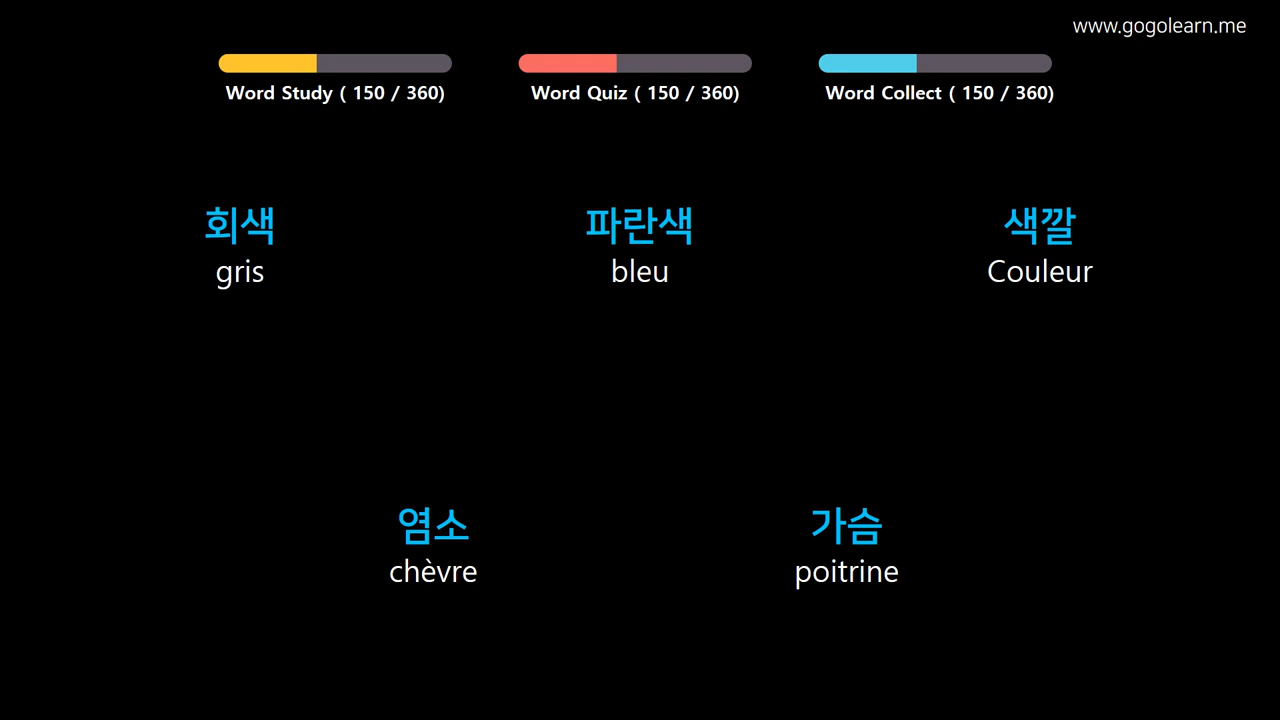 www.gogolearn.me
Word Study ( 150 / 360)
Word Quiz ( 150 / 360)
Word Collect ( 150 / 360)
회색
gris
파란색
bleu
색깔
Couleur
염소
chèvre
가슴
poitrine